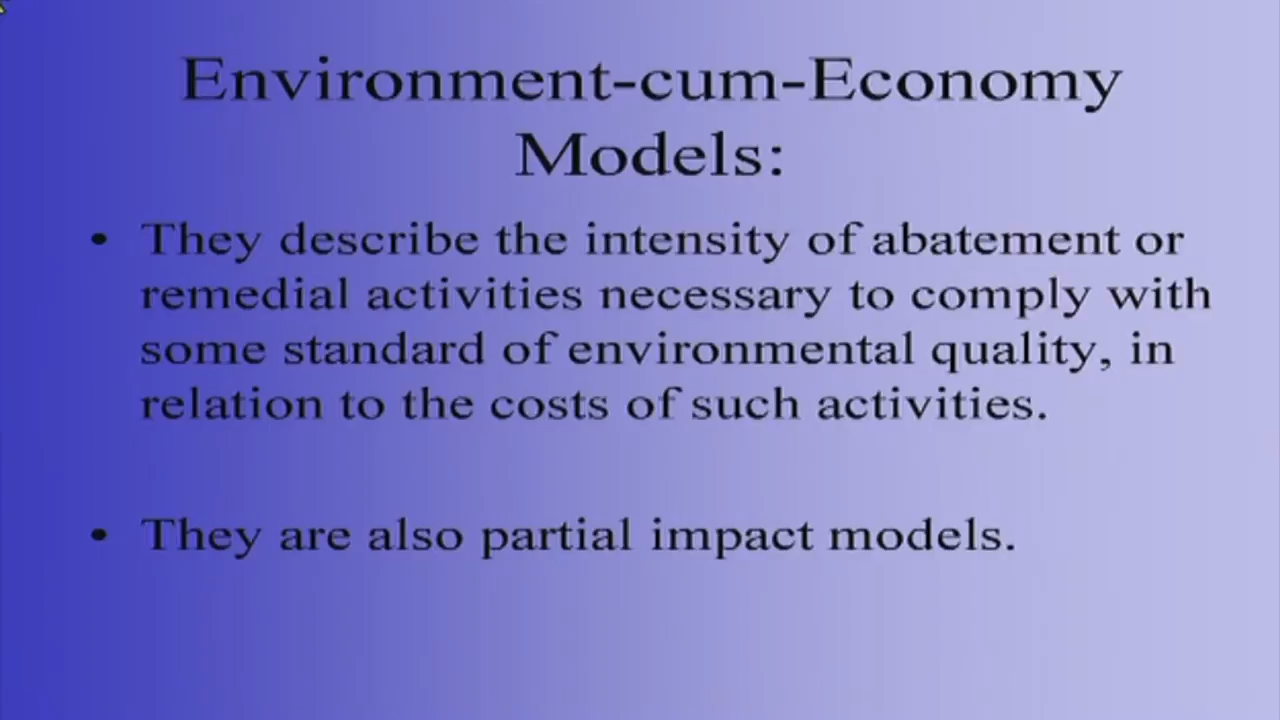 Environment-cum-Economy
Models:
• They describe the intensity of abatement or
remedial activities necessary to comply with
some standard of environmental quality, in
relation to the costs of such activities.
• They are also partial impact models.